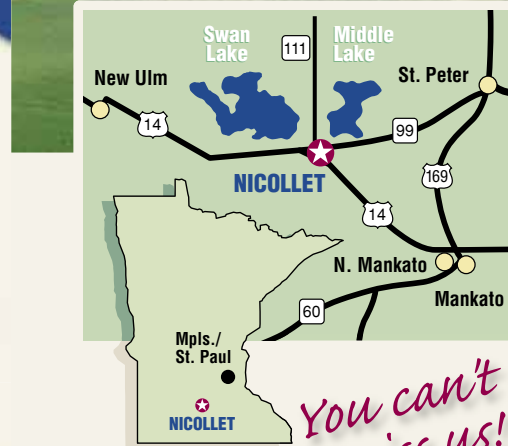 Swan
Lake
111
Middle
Lake
New Ulm
St. Peter
14
99
NICOLLET
169
14
N. Mankato
Mankato
60
Mpls./
St. Paul
NICOLLET
You can't
us!